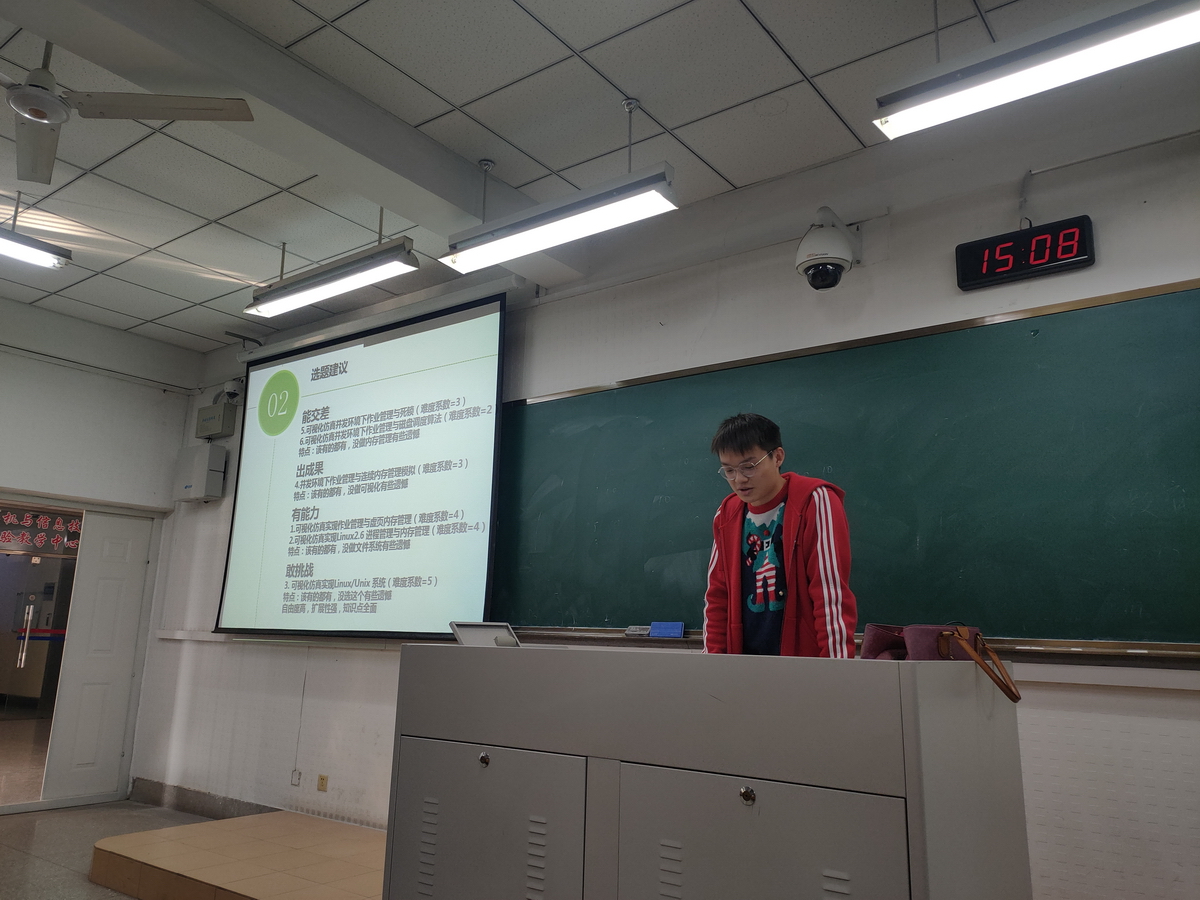 15:08
选题建议
02
能交差
5.可视化仿真并发环境下作业管理与死锁（难度系数=3）
6.可视化仿真并发环境下作业管理与磁盘调度算法（难度系数=2
特点：该有的都有，没做内存管理有些遗憾
出成果
4.并发环境下作业管理与连续内存管理模拟（难度系数=3）
特点：该有的都有，没做可视化有些遗憾
有能力
1.可视化仿真实现作业管理与虚页内存管理（难度系数=4）
2.可视化仿真实现Linux2.6 进程管理与内存管理（难度系数=4）
特点：该有的都有，没做文件系统有些遗憾
敢挑战
3. 可视化仿真实现Linux/Unix 系统（难度系数=5）
特点：该有的都有，没选这个有些遗憾
自由度高，扩展性强，知识点全面
机与信息技
验教学中心